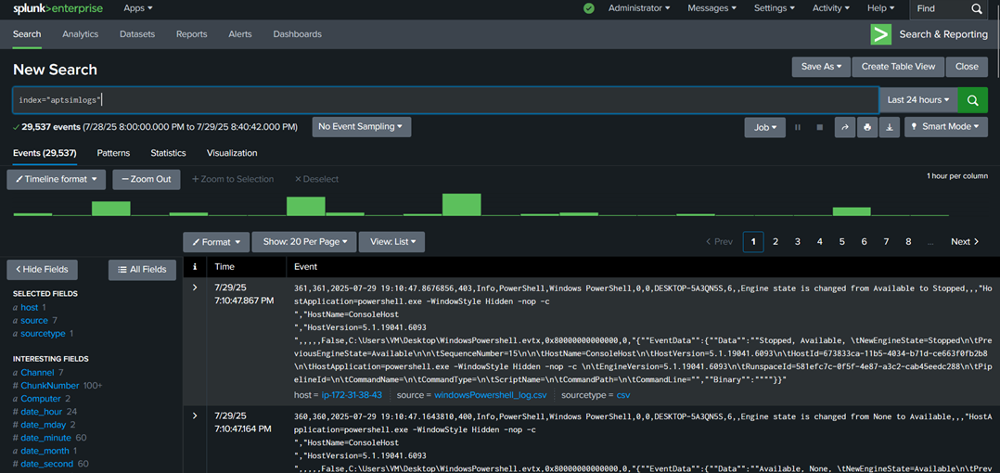 splunk>enterprise Apps Administrator Messages Settings Activity Help Find
Search Analytics Datasets Reports Alerts Dashboards Search & Reporting
New Search Save As Create Table View Close
index="aptsimlogs" Last 24 hours
29,537 events (7/28/25 8:00:00.000 PM to 7/29/25 8:40:42.000 PM) No Event Sampling Job Smart Mode
Events (29,537) Patterns Statistics Visualization
Timeline format — Zoom Out + Zoom to Selection × Deselect 1 hour per column
Format Show: 20 Per Page View: List < Prev 1 2 3 4 5 6 7 8 ... Next >
< Hide Fields All Fields i Time Event
SELECTED FIELDS
a host 1
a source 7
a sourcetype 1
INTERESTING FIELDS
a Channel 7
# ChunkNumber 100+
a Computer 2
# date_hour 24
# date_mday 2
# date_minute 60
a date_month 1
# date_second 60
> 7/29/25
7:10:47.867 PM
361,361,2025-07-29 19:10:47.8676856,403,Info,PowerShell,Windows PowerShell,0,0,DESKTOP-5A3QN5S,6,,Engine state is changed from Available to Stopped,,,"Ho
stApplication=powershell.exe -WindowStyle Hidden -nop -c
","HostName=ConsoleHost
","HostVersion=5.1.19041.6093
",,,,,False,C:\Users\VM\Desktop\WindowsPowershell.evtx,0x80000000000000,0,"{""EventData"":{""Data"":""Stopped, Available, \tNewEngineState=Stopped\n\tPre
viousEngineState=Available\n\n\tSequenceNumber=15\n\n\tHostName=ConsoleHost\n\tHostVersion=5.1.19041.6093\n\tHostId=673833ca-11b5-4034-b71d-ce663f0fb2b8
\n\tHostApplication=powershell.exe -WindowStyle Hidden -nop -c \n\tEngineVersion=5.1.19041.6093\n\tRunspaceId=581efc7c-0f5f-4e87-a3c2-cab45eedc288\n\tPip
elineId=\n\tCommandName=\n\tCommandType=\n\tScriptName=\n\tCommandPath=\n\tCommandLine="",""Binary"":""""}}"
host = ip-172-31-38-43 source = windowsPowershell_log.csv sourcetype = csv
> 7/29/25
7:10:47.164 PM
360,360,2025-07-29 19:10:47.1643810,400,Info,PowerShell,Windows PowerShell,0,0,DESKTOP-5A3QN5S,6,,Engine state is changed from None to Available,,,"HostA
pplication=powershell.exe -WindowStyle Hidden -nop -c
","HostName=ConsoleHost
","HostVersion=5.1.19041.6093
",,,,,False,C:\Users\VM\Desktop\WindowsPowershell.evtx,0x80000000000000,0,"{""EventData"":{""Data"":""Available, None, \tNewEngineState=Available\n\tPrev